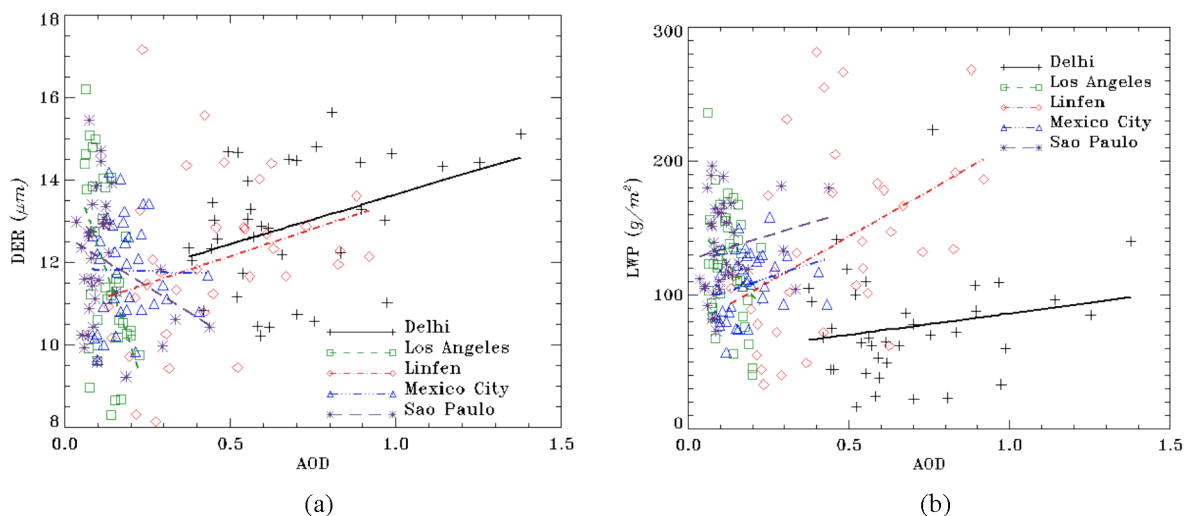 18
16
14
12
10
8
DER (μm)
0.0 0.5 1.0 1.5
AOD
Delhi
Los Angeles
Linfen
Mexico City
Sao Paulo
(a)
300
200
100
0
LWP (g/m²)
0.0 0.5 1.0 1.5
AOD
Delhi
Los Angeles
Linfen
Mexico City
Sao Paulo
(b)